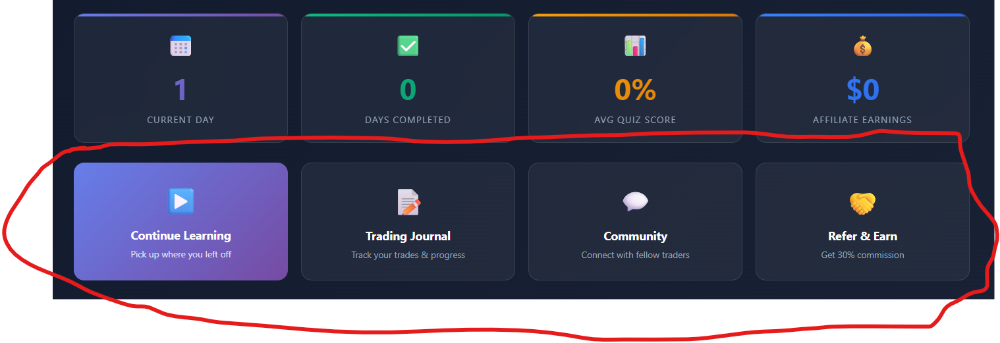 1
0
0%
$0
CURRENT DAY
DAYS COMPLETED
AVG QUIZ SCORE
AFFILIATE EARNINGS
Continue Learning
Trading Journal
Community
Refer & Earn
Pick up where you left off
Track your trades & progress
Connect with fellow traders
Get 30% commission